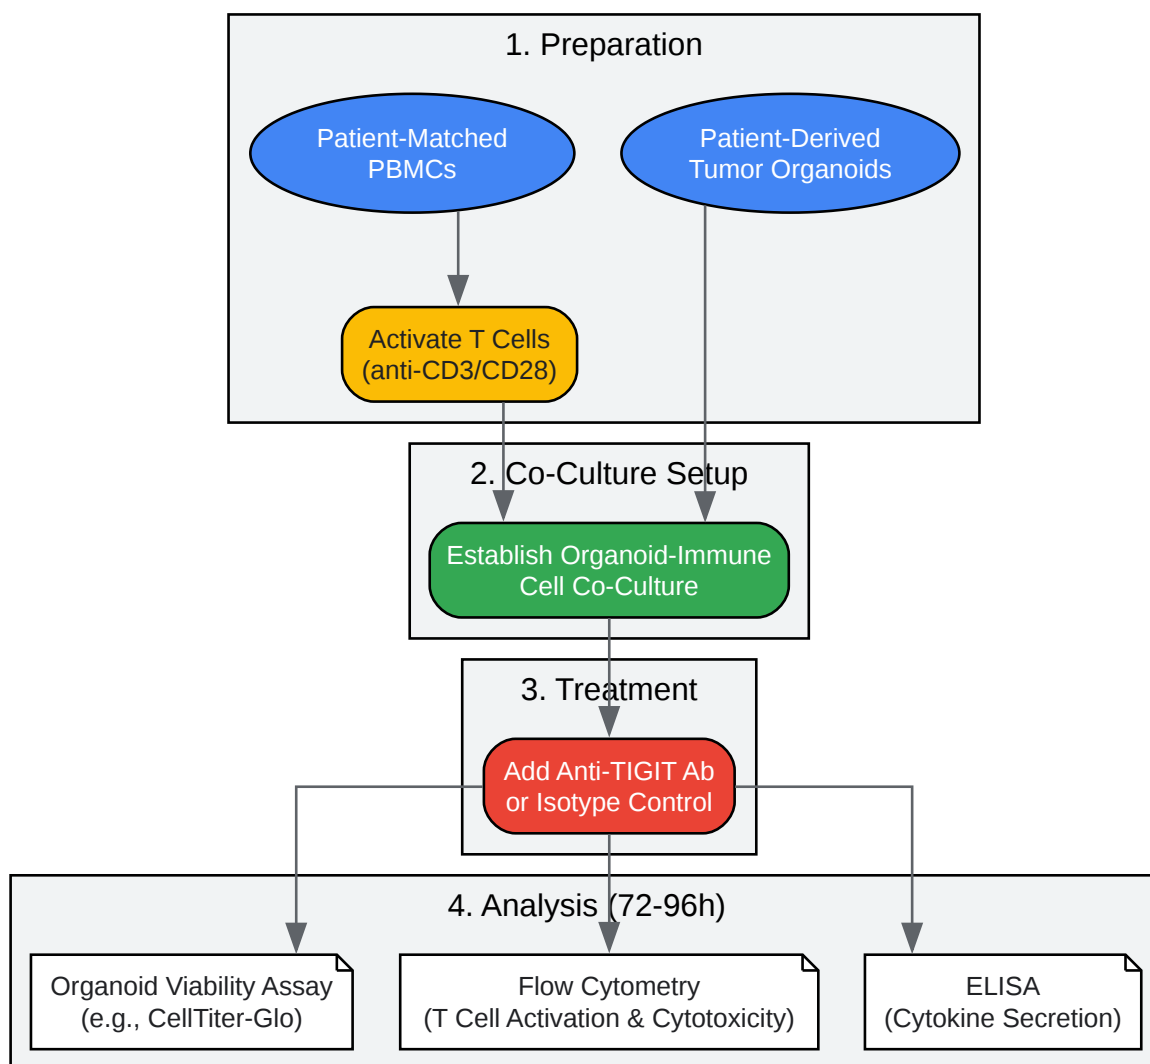 1. Preparation
Patient-Matched
PBMCs
Patient-Derived
Tumor Organoids
Activate T Cells
(anti-CD3/CD28)
2. Co-Culture Setup
Establish Organoid-Immune
Cell Co-Culture
3. Treatment
Add Anti-TIGIT Ab
or Isotype Control
4. Analysis (72-96h)
Organoid Viability Assay
(e.g., CellTiter-Glo)
Flow Cytometry
(T Cell Activation & Cytotoxicity)
ELISA
(Cytokine Secretion)